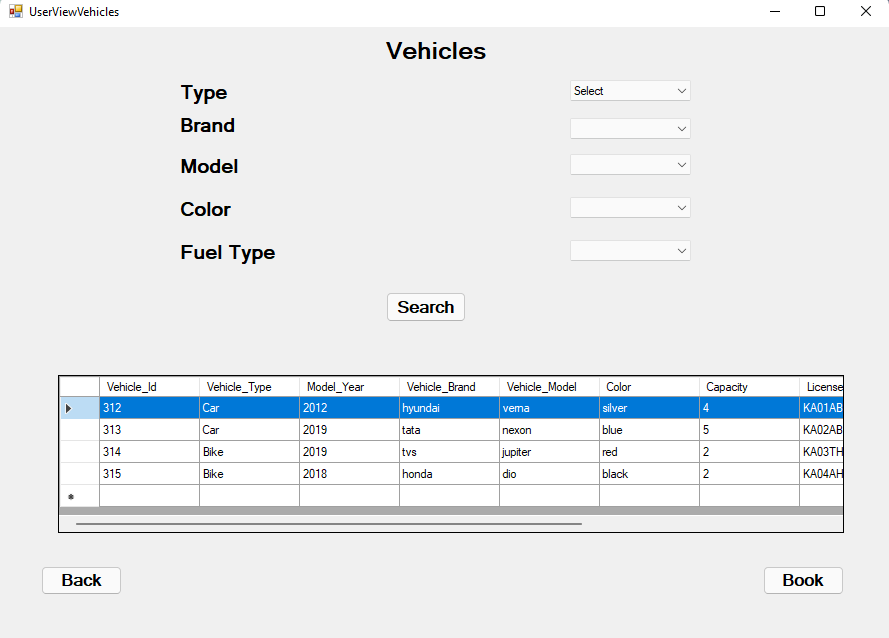 UserViewVehicles
Vehicles
Type Select
Brand
Model
Color
Fuel Type
Search
Vehicle_Id Vehicle_Type Model_Year Vehicle_Brand Vehicle_Model Color Capacity License
312 Car 2012 hyundai verna silver 4 KA01AB
313 Car 2019 tata nexon blue 5 KA02AB
314 Bike 2019 tvs jupiter red 2 KA03TH
315 Bike 2018 honda dio black 2 KA04AH
Back Book